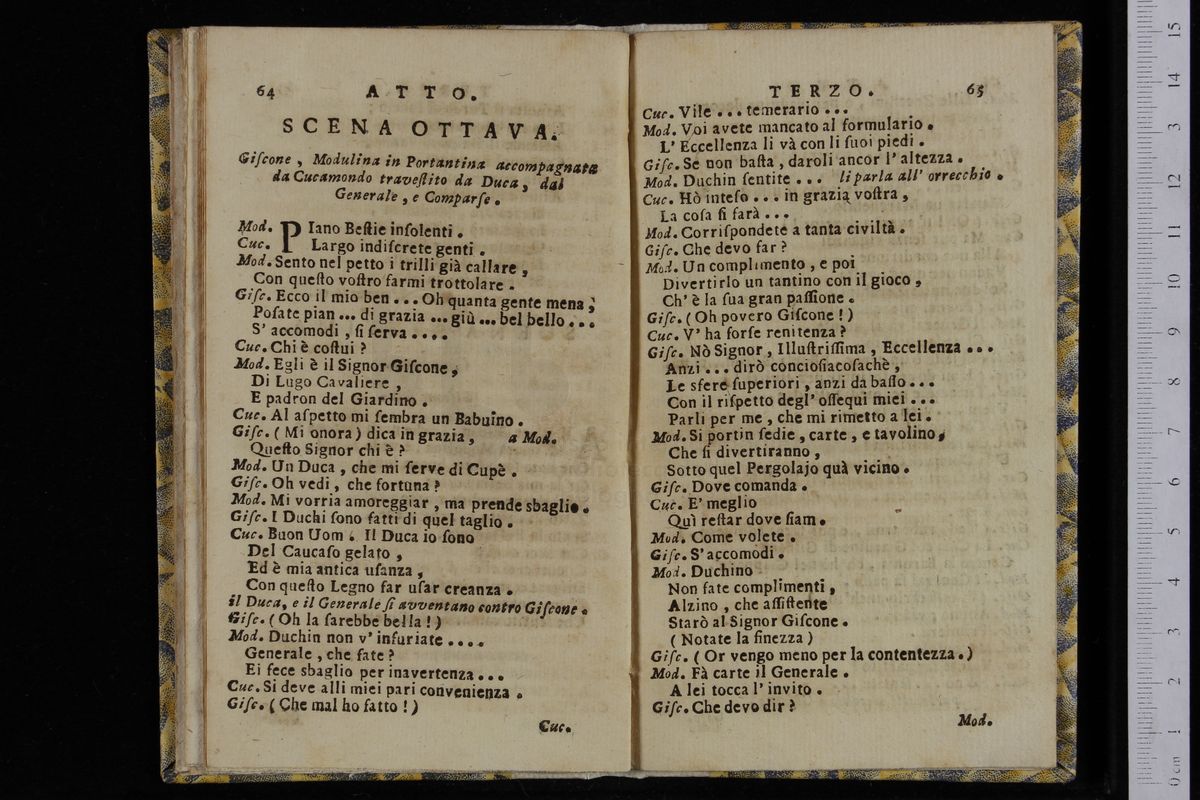 64 ATTO.
SCENA OTTAVA.
Giſcone, Modulina in Portantina accompagnata
da Cucamondo traveſtito da Duca, dal
Generale, e Comparſe.
Mod. PIano Beſtie inſolenti.
Cuc. Largo indiſcrete genti.
Mod. Sento nel petto i trilli già callare,
Con queſto voſtro farmi trottolare.
Giſc. Ecco il mio ben... Oh quanta gente mena;
Poſate pian... di grazia... giù... bel bello...
S' accomodi, ſi ſerva....
Cuc. Chi è coſtui?
Mod. Egli è il Signor Giſcone,
Di Lugo Cavaliere,
E padron del Giardino.
Cuc. Al aſpetto mi ſembra un Babuino.
Giſc. (Mi onora) dica in grazia, a Mod.
Queſto Signor chi è?
Mod. Un Duca, che mi ſerve di Cupè.
Giſc. Oh vedi, che fortuna?
Mod. Mi vorria amoreggiar, ma prende sbaglio.
Giſc. I Duchi ſono fatti di quel taglio.
Cuc. Buon Uom. Il Duca io ſono
Del Caucaſo gelato,
Ed è mia antica uſanza,
Con queſto Legno far uſar creanza.
il Duca, e il Generale ſi avventano contro Giſcone.
Giſc. (Oh la ſarebbe bella!)
Mod. Duchin non v' infuriate....
Generale, che fate?
Ei fece sbaglio per inavertenza...
Cuc. Si deve alli miei pari convenienza.
Giſc. (Che mal ho fatto!)
Cuc.
TERZO. 65
Cuc. Vile... temerario...
Mod. Voi avete mancato al formulario.
L' Eccellenza li và con li ſuoi piedi.
Giſc. Se non baſta, daroli ancor l' altezza.
Mod. Duchin ſentite... li parla all' orrecchio.
Cuc. Hò inteſo... in grazia voſtra,
La coſa ſi farà...
Mod. Corriſpondete a tanta civiltà.
Giſc. Che devo far?
Mod. Un complimento, e poi
Divertirlo un tantino con il gioco,
Ch' è la ſua gran paſſione.
Giſc. (Oh povero Giſcone!)
Cuc. V' ha forſe renitenza?
Giſc. Nò Signor, Illuſtriſſima, Eccellenza...
Anzi... dirò concioſiacoſachè,
Le sfere ſuperiori, anzi da baſſo...
Con il riſpetto degl' oſſequi miei...
Parli per me, che mi rimetto a lei.
Mod. Si portin ſedie, carte, e tavolino,
Che ſi divertiranno,
Sotto quel Pergolajo quà vicino.
Giſc. Dove comanda.
Cuc. E' meglio
Quì reſtar dove ſiam.
Mod. Come volete.
Giſc. S' accomodi.
Mod. Duchino
Non fate complimenti,
Alzino, che aſſiſtente
Starò al Signor Giſcone.
(Notate la finezza)
Giſc. (Or vengo meno per la contentezza.)
Mod. Fà carte il Generale.
A lei tocca l' invito.
Giſc. Che devo dir?
Mod.
0 cm 1 2 3 4 5 6 7 8 9 10 11 12 13 14 15